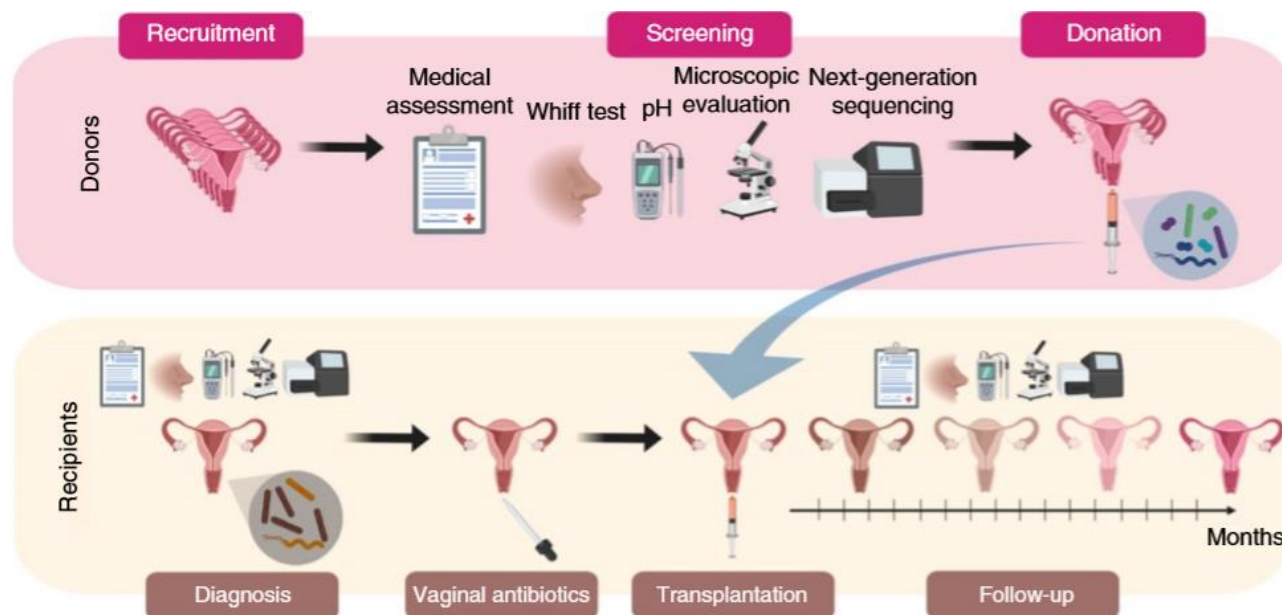 Recruitment
Screening
Donation
Donors
Medical
assessment
Whiff test
pH
Microscopic
evaluation
Next-generation
sequencing
Recipients
Months
Diagnosis
Vaginal antibiotics
Transplantation
Follow-up